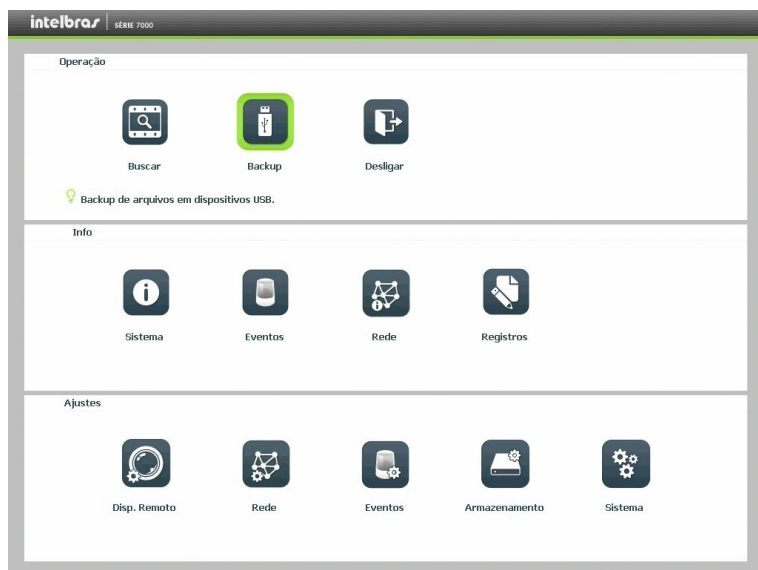 intelbras SÉRIE 7000
Operação
Buscar Backup Desligar
Backup de arquivos em dispositivos USB.
Info
Sistema Eventos Rede Registros
Ajustes
Disp. Remoto Rede Eventos Armazenamento Sistema